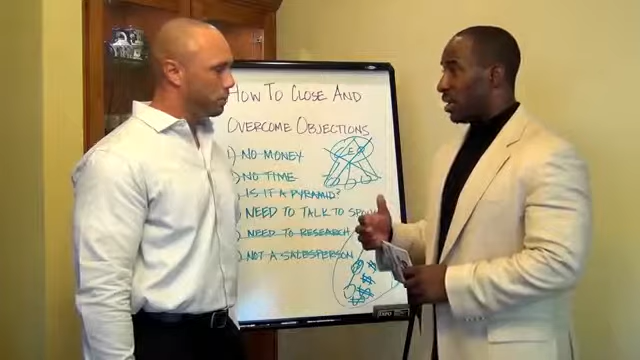 How To Close And
Overcome Objections
1) No Money
) No Time
) Is it a Pyramid?
Need to Talk to
) Need to Research
) Not a Salesperson
EXPO